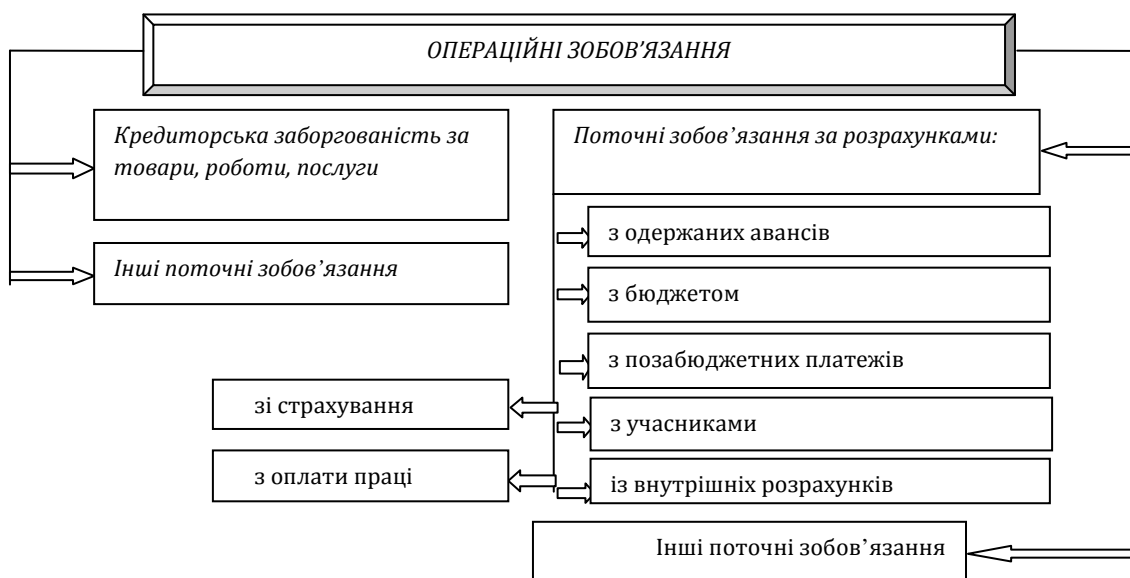 ОПЕРАЦІЙНІ ЗОБОВ’ЯЗАННЯ
Кредиторська заборгованість за
товари, роботи, послуги
Інші поточні зобов’язання
Поточні зобов’язання за розрахунками:
з одержаних авансів
з бюджетом
з позабюджетних платежів
зі страхування
з учасниками
з оплати праці
із внутрішніх розрахунків
Інші поточні зобов’язання